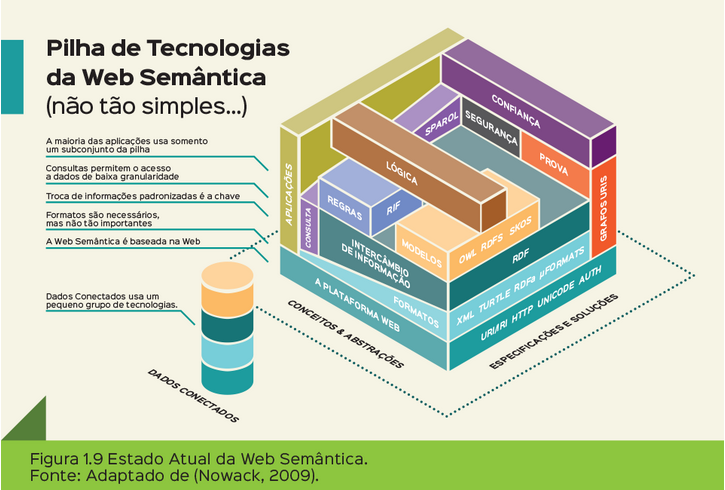 Pilha de Tecnologias
da Web Semântica
(não tão simples...)
A maioria das aplicações usa somento
um subconjunto da pilha
Consultas permitem o acesso
a dados de baixa granularidade
Troca de informações padronizadas é a chave
Formatos são necessários,
mas não tão importantes
A Web Semântica é baseada na Web
Dados Conectados usa um
pequeno grupo de tecnologias.
DADOS CONECTADOS
APLICAÇÕES
CONFIANÇA
SPARQL
SEGURANÇA
PROVA
LÓGICA
GRAFOS URIS
REGRAS
RIF
CONSULTA
MODELOS
OWL RDFS SKOS
INTERCÂMBIO
DE INFORMAÇÃO
RDF
FORMATOS
XML TURTLE RDFa µFORMATS
A PLATAFORMA WEB
URI/IRI HTTP UNICODE AUTH
CONCEITOS & ABSTRAÇÕES
ESPECIFICAÇÕES E SOLUÇÕES
Figura 1.9 Estado Atual da Web Semântica.
Fonte: Adaptado de (Nowack, 2009).